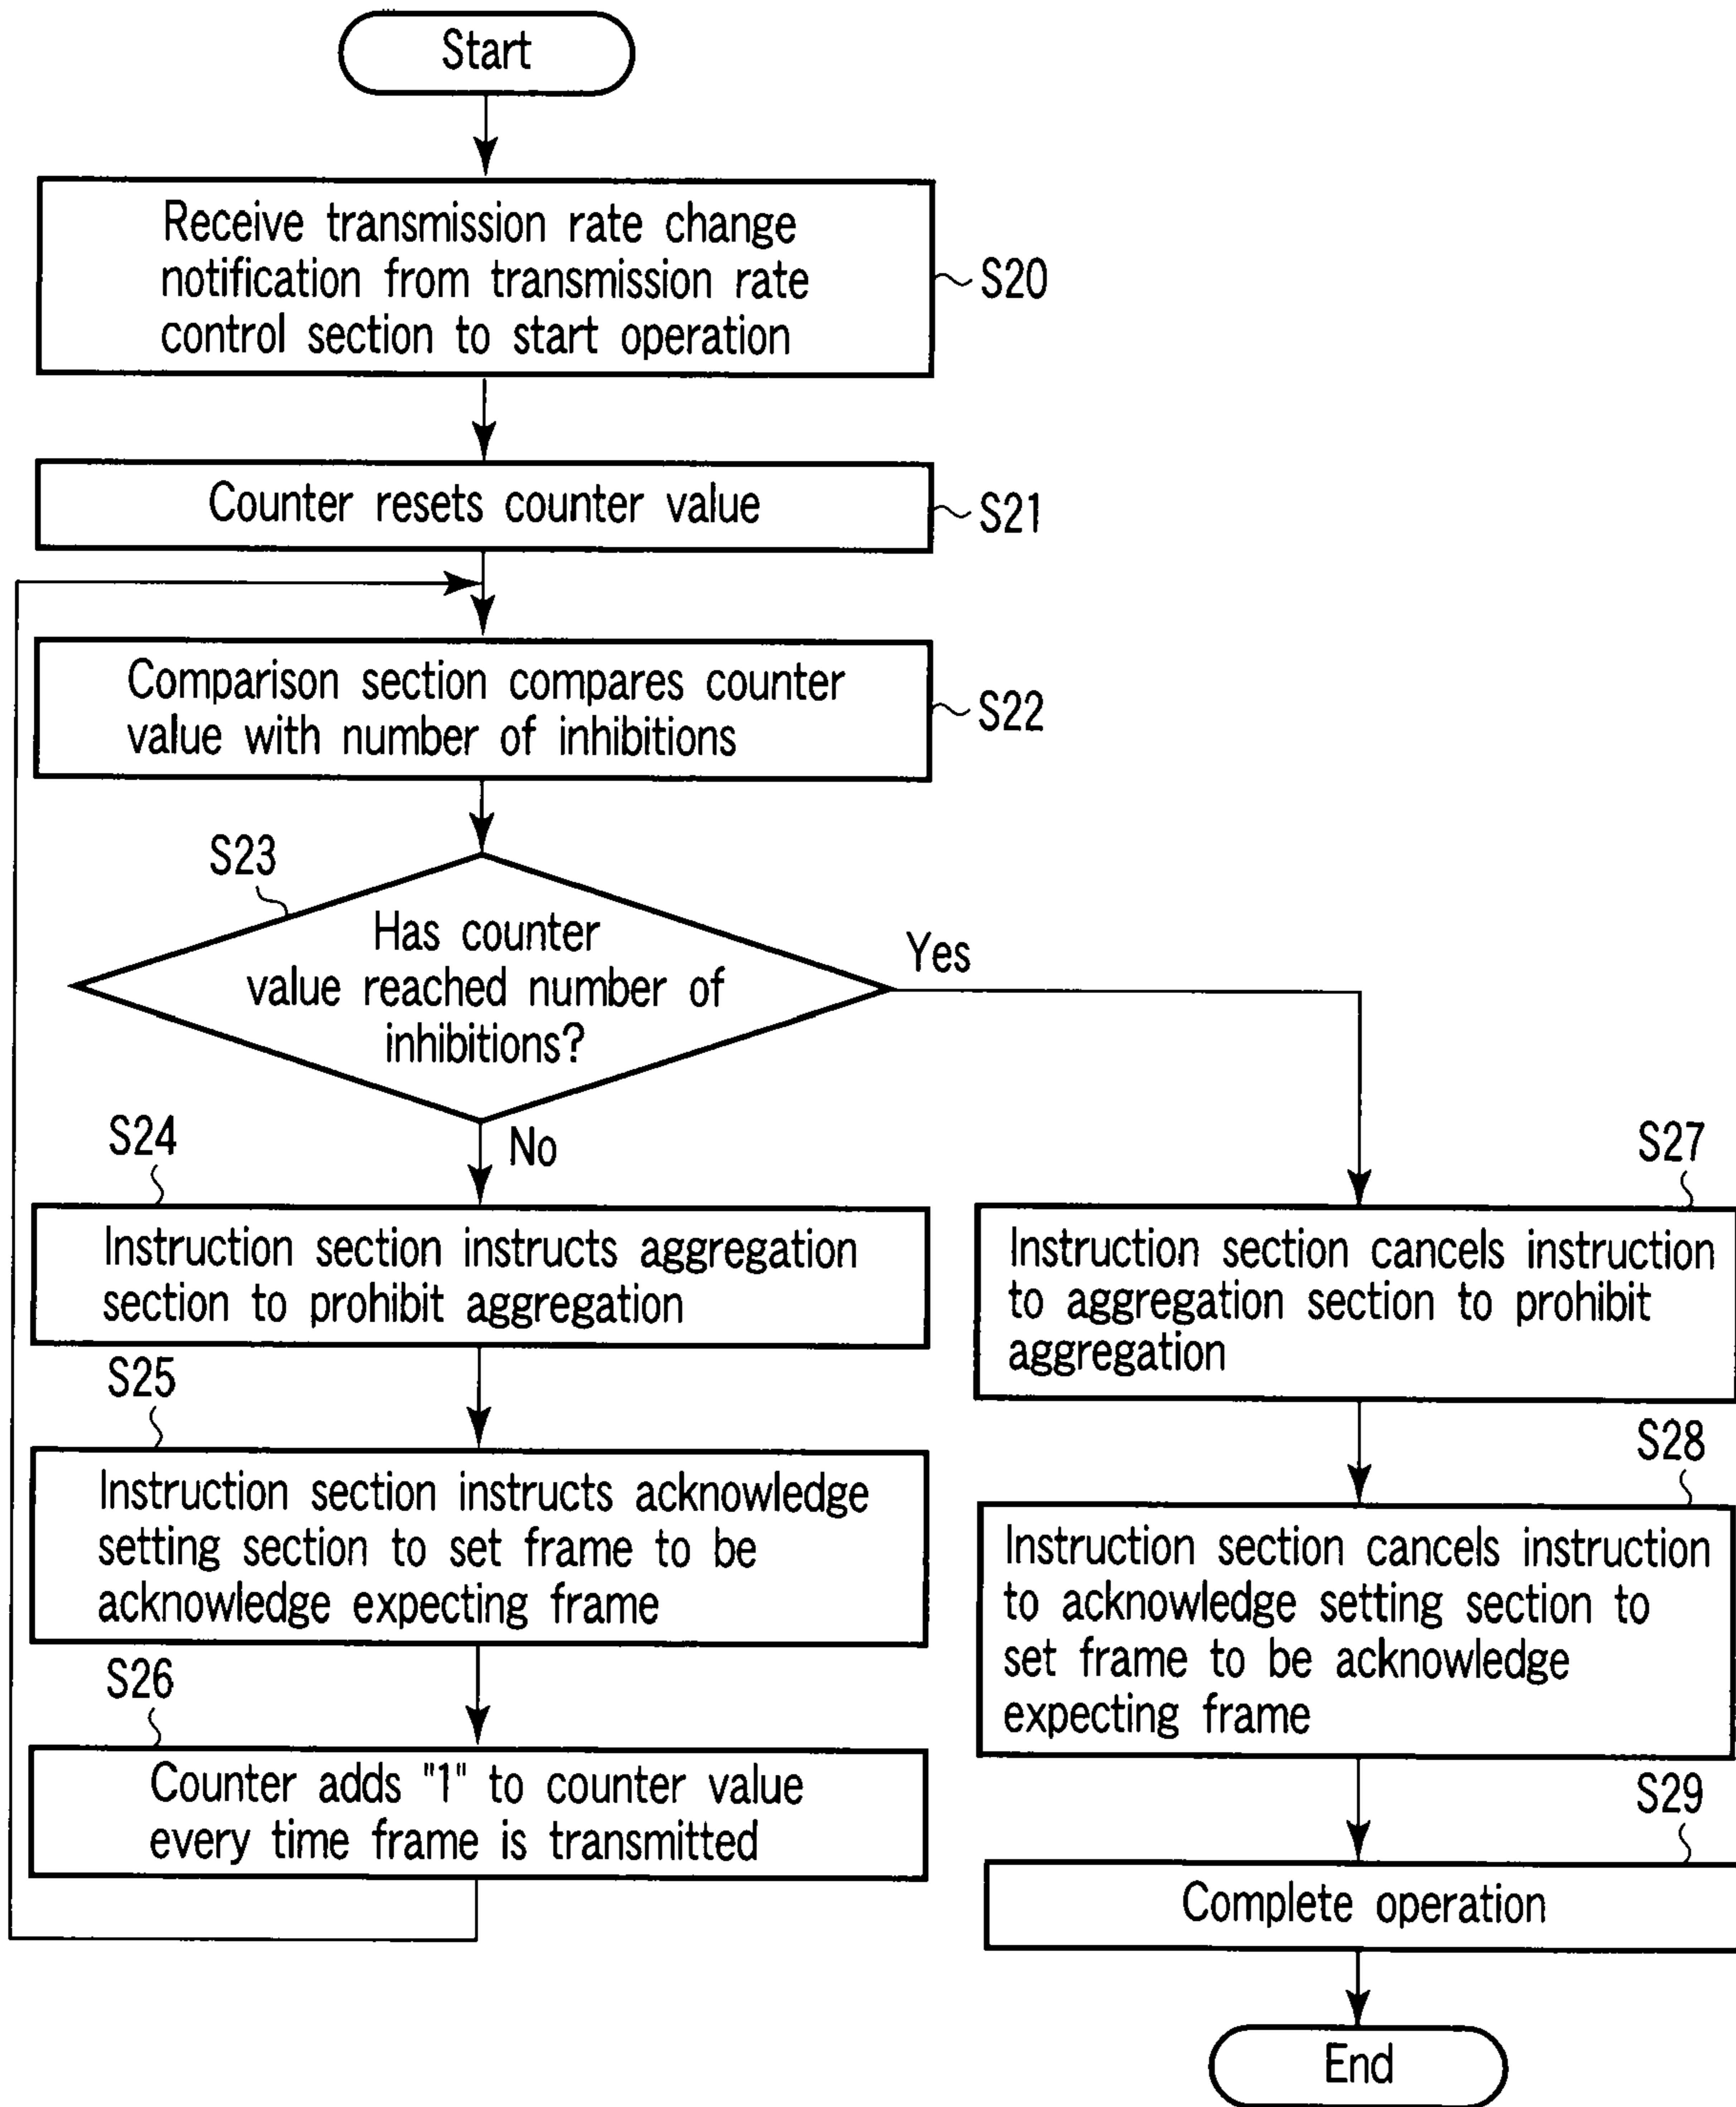 Start
Receive transmission rate change
notification from transmission rate
control section to start operation
S20
Counter resets counter value
S21
Comparison section compares counter
value with number of inhibitions
S22
S23
Has counter
value reached number of
inhibitions?
Yes
No
S24
Instruction section instructs aggregation
section to prohibit aggregation
S25
Instruction section instructs acknowledge
setting section to set frame to be
acknowledge expecting frame
S26
Counter adds "1" to counter value
every time frame is transmitted
S27
Instruction section cancels instruction
to aggregation section to prohibit
aggregation
S28
Instruction section cancels instruction
to acknowledge setting section to
set frame to be acknowledge
expecting frame
S29
Complete operation
End